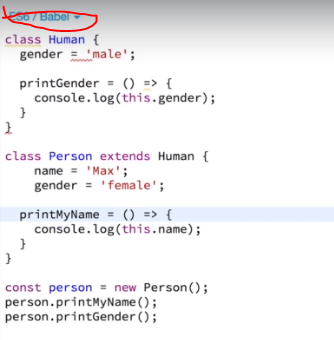 ES6 / Babel
class Human {
  gender = 'male';
  printGender = () => {
    console.log(this.gender);
  }
}
class Person extends Human {
    name = 'Max';
    gender = 'female';
  printMyName = () => {
    console.log(this.name);
  }
}
const person = new Person();
person.printMyName();
person.printGender();